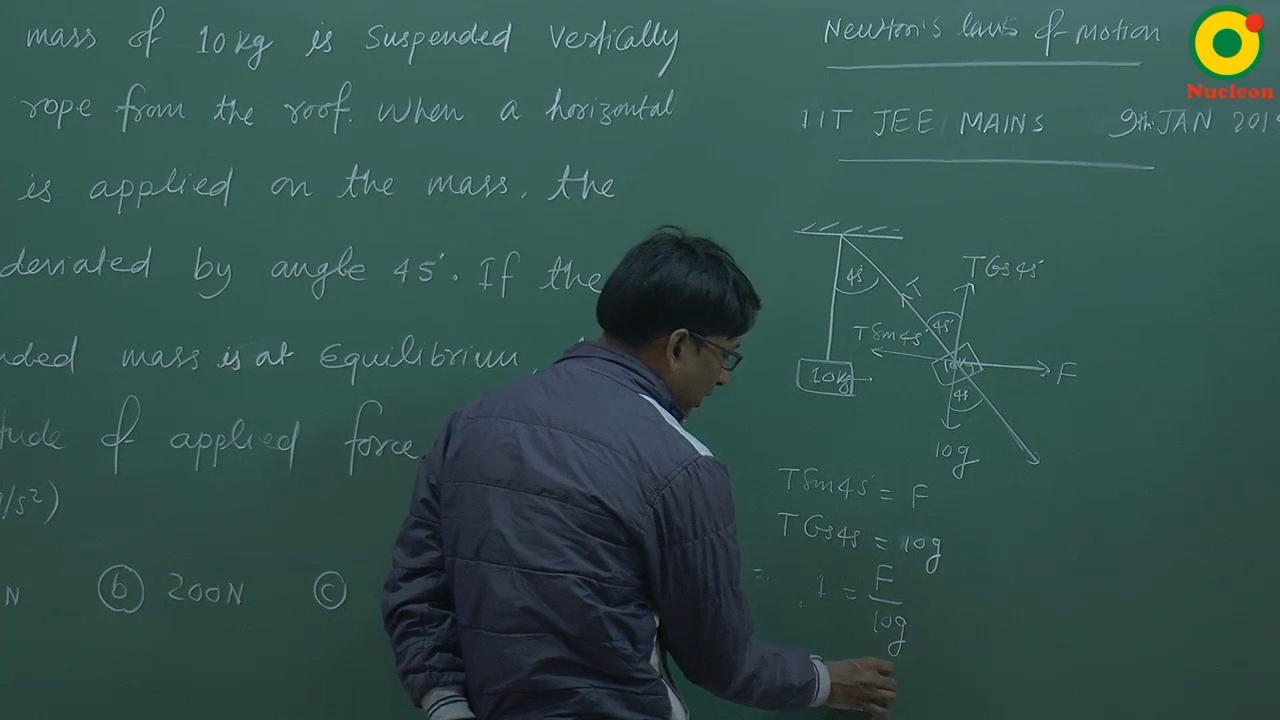 mass of 10 kg is suspended vertically
rope from the roof. When a horizontal
is applied on the mass, the
deviated by angle 45°. If the
nded mass is at Equilibrium,
tude of applied force
/s²)
N (b) 200N (c)
Newton's laws of motion
IIT JEE MAINS 9th JAN 2019
Nucleon
45°
T
T Cos 45°
45°
T Sin 45°
10kg
F
45
10g
T Sin 45° = F
T Cos 45 = 10g
1 = F
10g